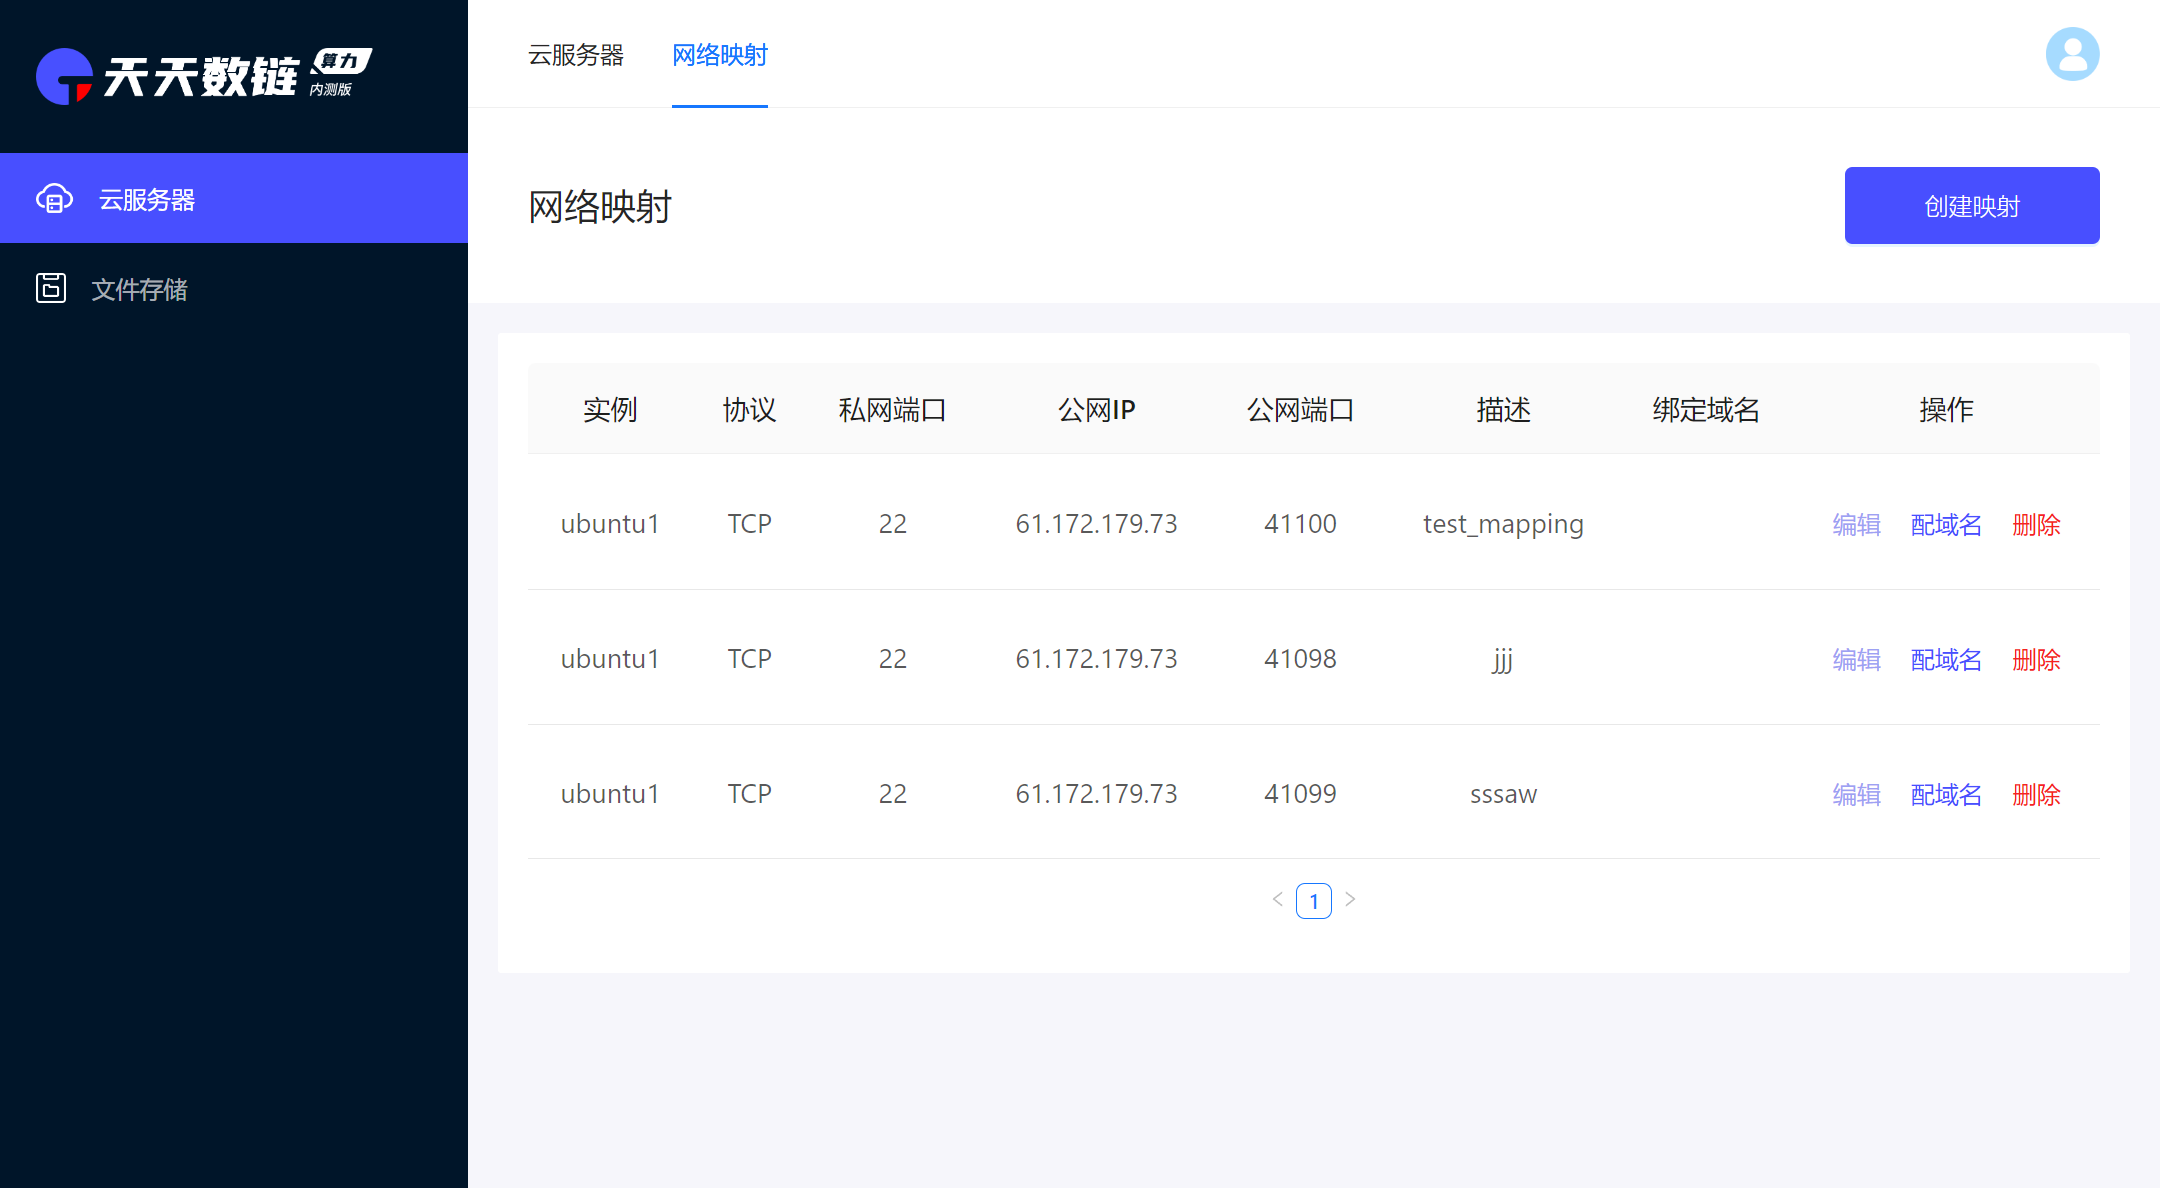 天天数链 算力
内测版
云服务器
文件存储
云服务器 网络映射
网络映射
创建映射
实例 协议 私网端口 公网IP 公网端口 描述 绑定域名 操作
ubuntu1 TCP 22 61.172.179.73 41100 test_mapping 编辑 配域名 删除
ubuntu1 TCP 22 61.172.179.73 41098 jjj 编辑 配域名 删除
ubuntu1 TCP 22 61.172.179.73 41099 sssaw 编辑 配域名 删除
< 1 >